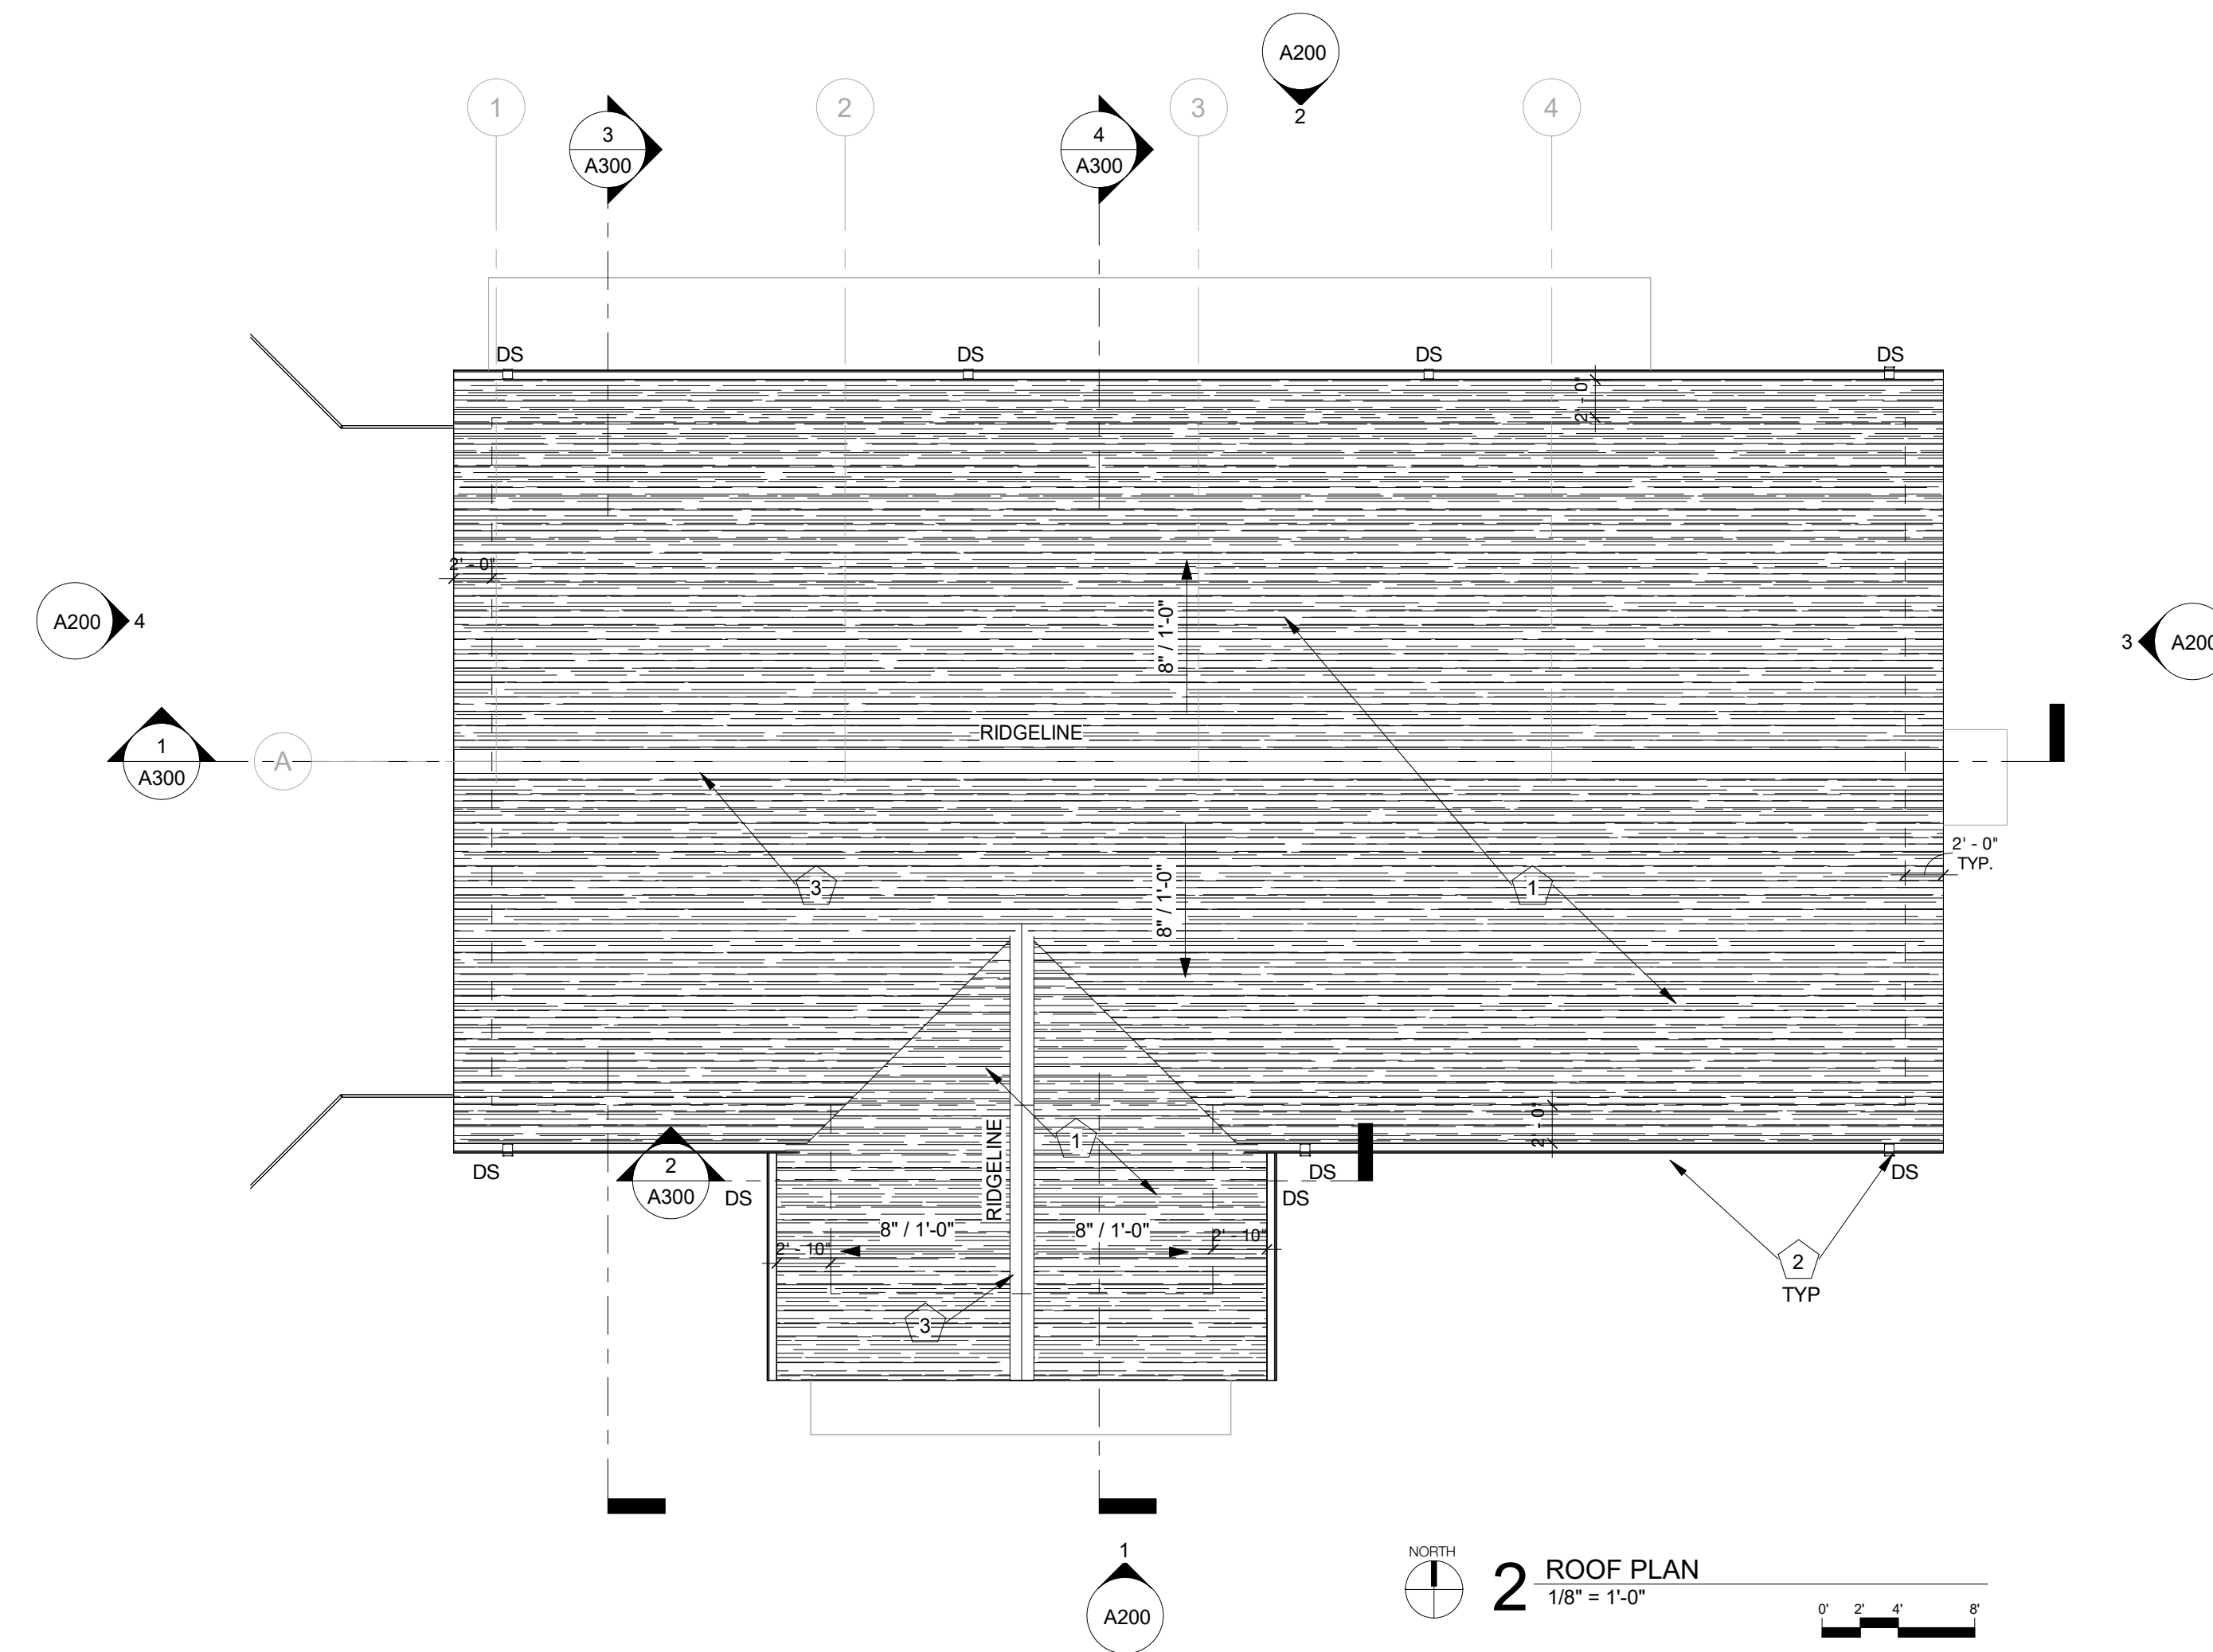 A200
2
1
2
3
4
3
A300
4
A300
DS
DS
DS
DS
2' - 0"
2' - 0"
8" / 1'-0"
A200
4
3
A200
RIDGELINE
1
A300
A
2' - 0"
TYP.
3
1
8" / 1'-0"
2' - 0"
1
RIDGELINE
DS
2
A300
DS
DS
DS
DS
8" / 1'-0"
8" / 1'-0"
2' - 10"
2' - 10"
2
TYP
3
1
A200
NORTH
2
ROOF PLAN
1/8" = 1'-0"
0' 2' 4' 8'